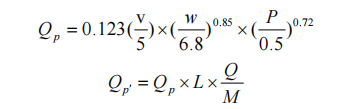 Q_p = 0.123(v/5)×(w/6.8)^0.85×(P/0.5)^0.72
Q_p' = Q_p × L × Q/M